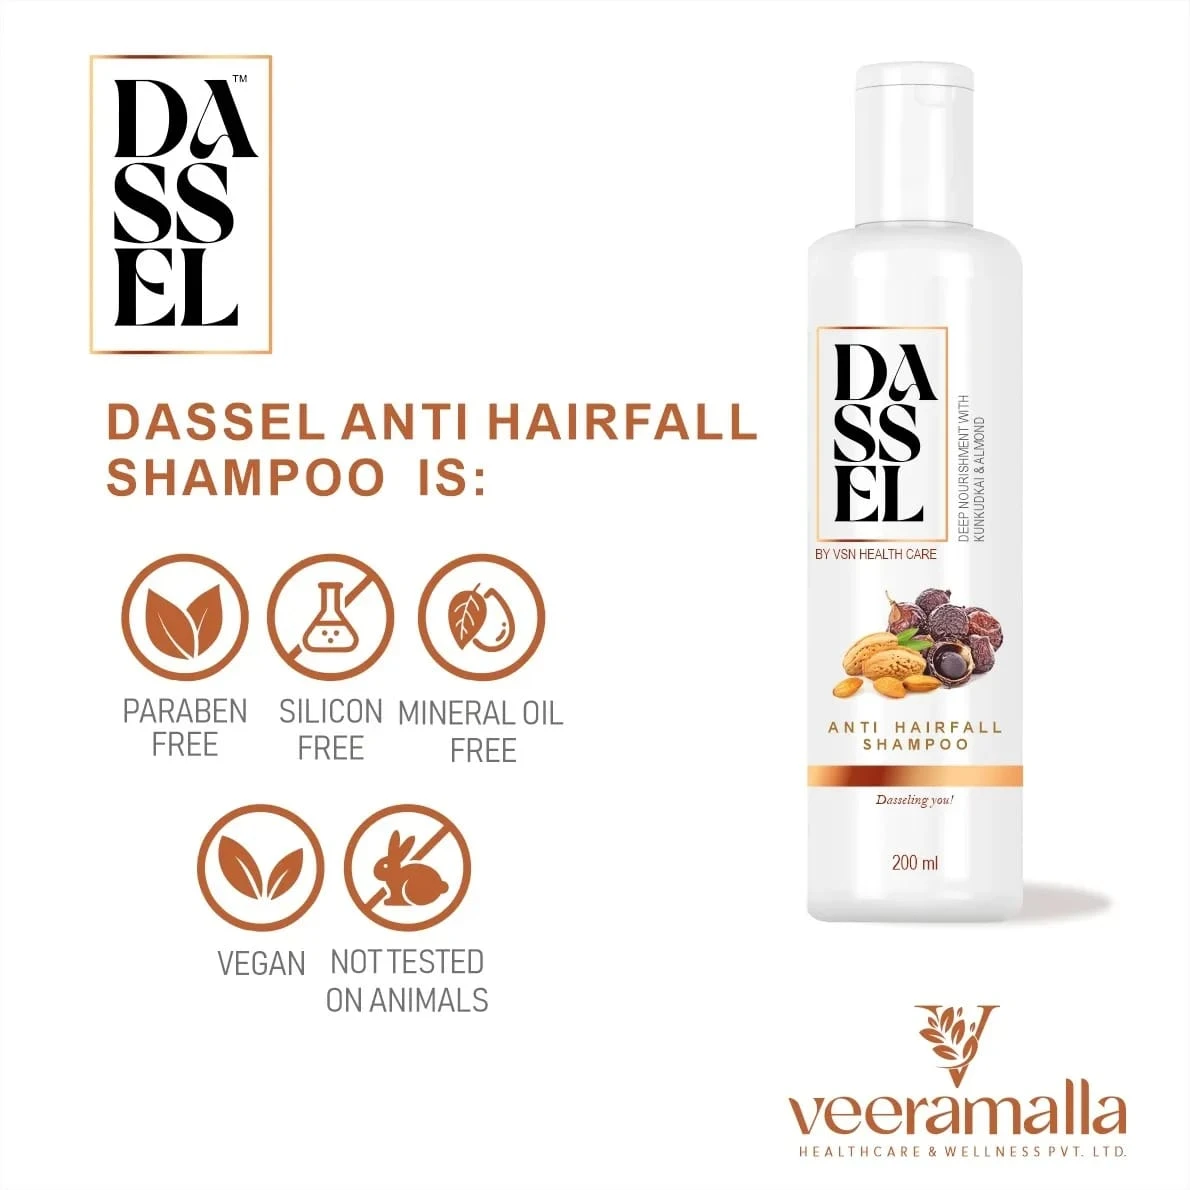 DA™
SS
EL
DASSEL ANTI HAIRFALL
SHAMPOO IS:
PARABEN
FREE
SILICON
FREE
MINERAL OIL
FREE
VEGAN
NOT TESTED
ON ANIMALS
DA
SS
EL
DEEP NOURISHMENT WITH
KUNKUDKAI & ALMOND
BY VSN HEALTH CARE
ANTI HAIRFALL
SHAMPOO
Dasseling you!
200 ml
V
veeramalla
HEALTHCARE & WELLNESS PVT. LTD.